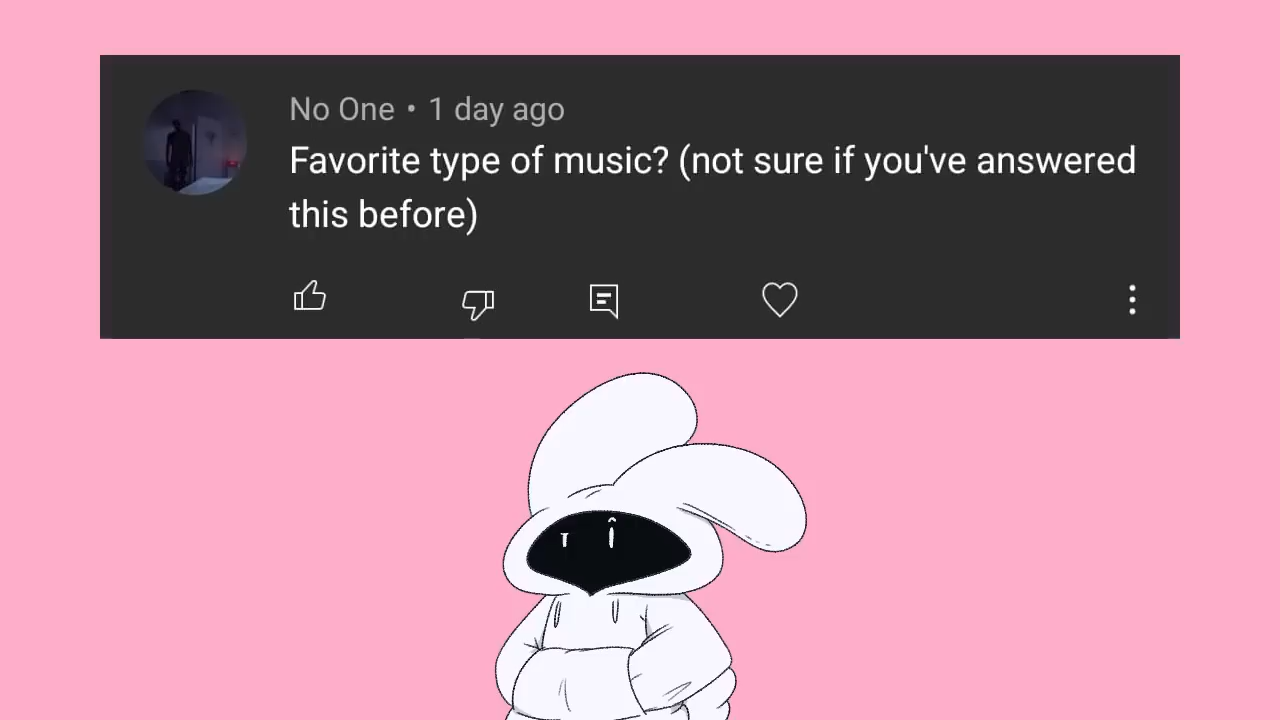 No One • 1 day ago
Favorite type of music? (not sure if you've answered
this before)